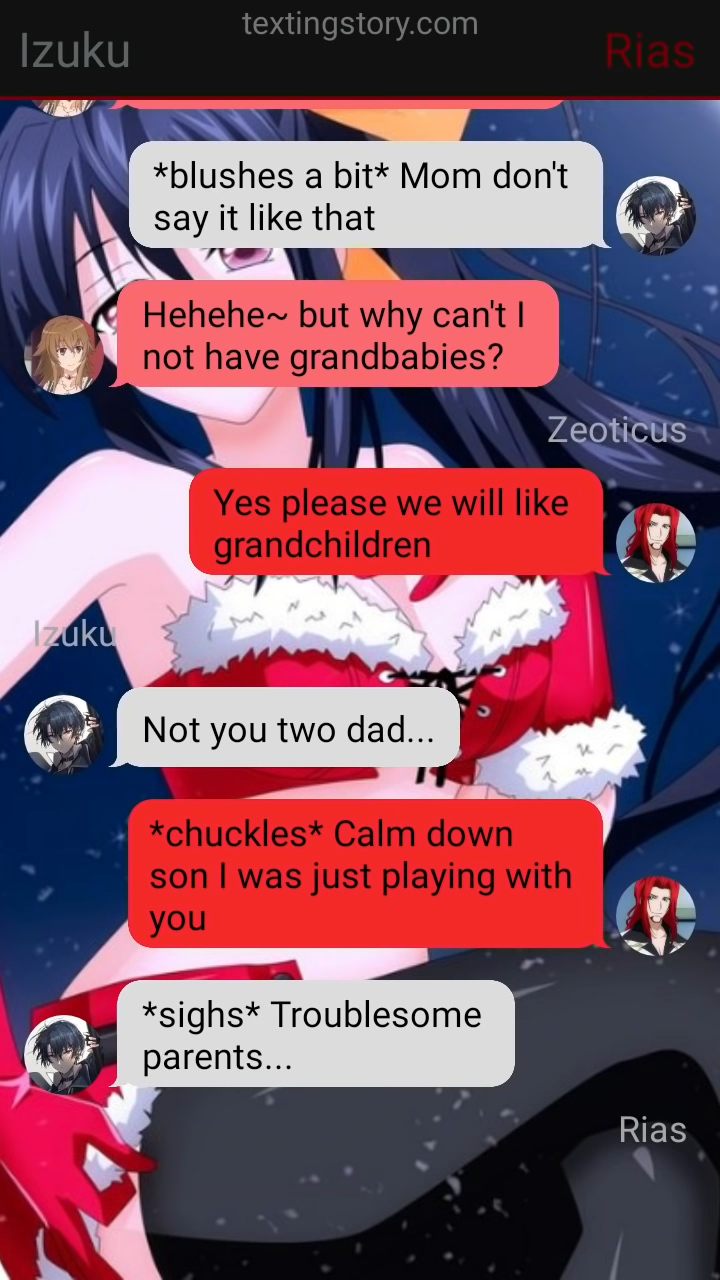 textingstory.com
Izuku
Rias
*blushes a bit* Mom don't
say it like that
Hehehe~ but why can't I
not have grandbabies?
Zeoticus
Yes please we will like
grandchildren
Izuku
Not you two dad...
*chuckles* Calm down
son I was just playing with
you
*sighs* Troublesome
parents...
Rias